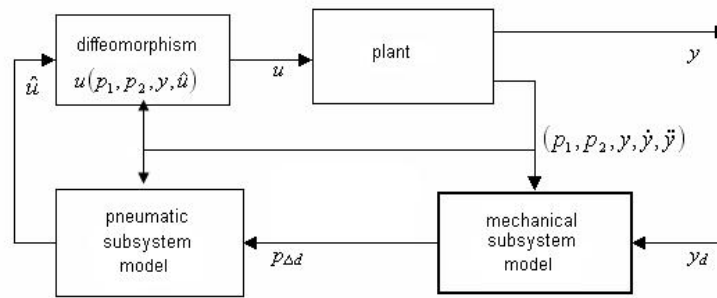 diffeomorphism
u(p₁, p₂, y, û)
plant
û
u
y
(p₁, p₂, y, ẏ, ÿ)
pneumatic
subsystem
model
p_Δd
mechanical
subsystem
model
y_d